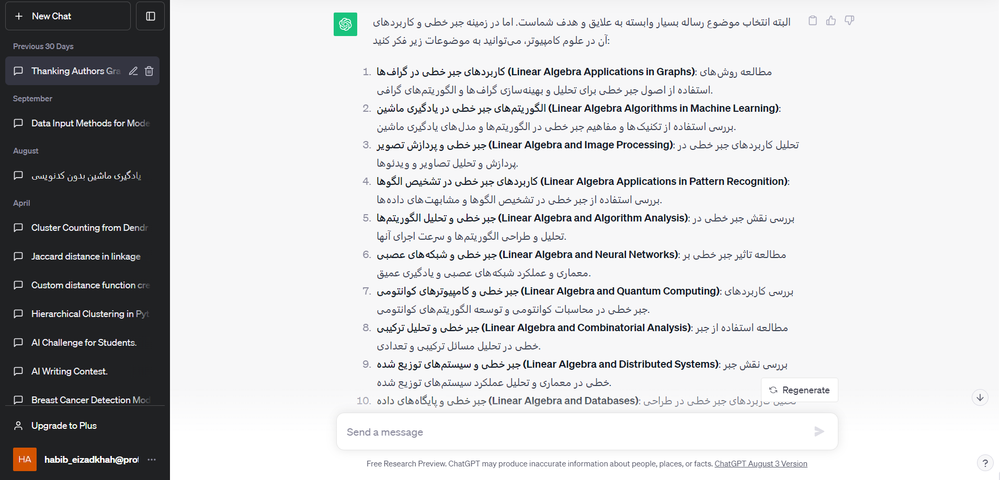 New Chat
Previous 30 Days
Thanking Authors Gra
September
Data Input Methods for Mode
August
یادگیری ماشین بدون کدنویسی
April
Cluster Counting from Dendr
Jaccard distance in linkage
Custom distance function cre
Hierarchical Clustering in Pyt
AI Challenge for Students.
AI Writing Contest.
Breast Cancer Detection Mod
Upgrade to Plus
HA
habib_eizadkhah@prot
البته انتخاب موضوع رساله بسیار وابسته به علایق و هدف شماست. اما در زمینه جبر خطی و کاربردهای
آن در علوم کامپیوتر، می‌توانید به موضوعات زیر فکر کنید:
1. کاربردهای جبر خطی در گراف‌ها (Linear Algebra Applications in Graphs): مطالعه روش‌های
استفاده از اصول جبر خطی برای تحلیل و بهینه‌سازی گراف‌ها و الگوریتم‌های گرافی.
2. الگوریتم‌های جبر خطی در یادگیری ماشین (Linear Algebra Algorithms in Machine Learning):
بررسی استفاده از تکنیک‌ها و مفاهیم جبر خطی در الگوریتم‌ها و مدل‌های یادگیری ماشین.
3. جبر خطی و پردازش تصویر (Linear Algebra and Image Processing): تحلیل کاربردهای جبر خطی در
پردازش و تحلیل تصاویر و ویدئوها.
4. کاربردهای جبر خطی در تشخیص الگوها (Linear Algebra Applications in Pattern Recognition):
بررسی استفاده از جبر خطی در تشخیص الگوها و مشابهت‌های داده‌ها.
5. جبر خطی و تحلیل الگوریتم‌ها (Linear Algebra and Algorithm Analysis): بررسی نقش جبر خطی در
تحلیل و طراحی الگوریتم‌ها و سرعت اجرای آنها.
6. جبر خطی و شبکه‌های عصبی (Linear Algebra and Neural Networks): مطالعه تاثیر جبر خطی بر
معماری و عملکرد شبکه‌های عصبی و یادگیری عمیق.
7. جبر خطی و کامپیوترهای کوانتومی (Linear Algebra and Quantum Computing): بررسی کاربردهای
جبر خطی در محاسبات کوانتومی و توسعه الگوریتم‌های کوانتومی.
8. جبر خطی و تحلیل ترکیبی (Linear Algebra and Combinatorial Analysis): مطالعه استفاده از جبر
خطی در تحلیل مسائل ترکیبی و تعدادی.
9. جبر خطی و سیستم‌های توزیع شده (Linear Algebra and Distributed Systems): بررسی نقش جبر
خطی در معماری و تحلیل عملکرد سیستم‌های توزیع شده.
10. جبر خطی و پایگاه‌های داده (Linear Algebra and Databases): تحلیل کاربردهای جبر خطی در طراحی
Regenerate
Send a message
Free Research Preview. ChatGPT may produce inaccurate information about people, places, or facts. ChatGPT August 3 Version
?